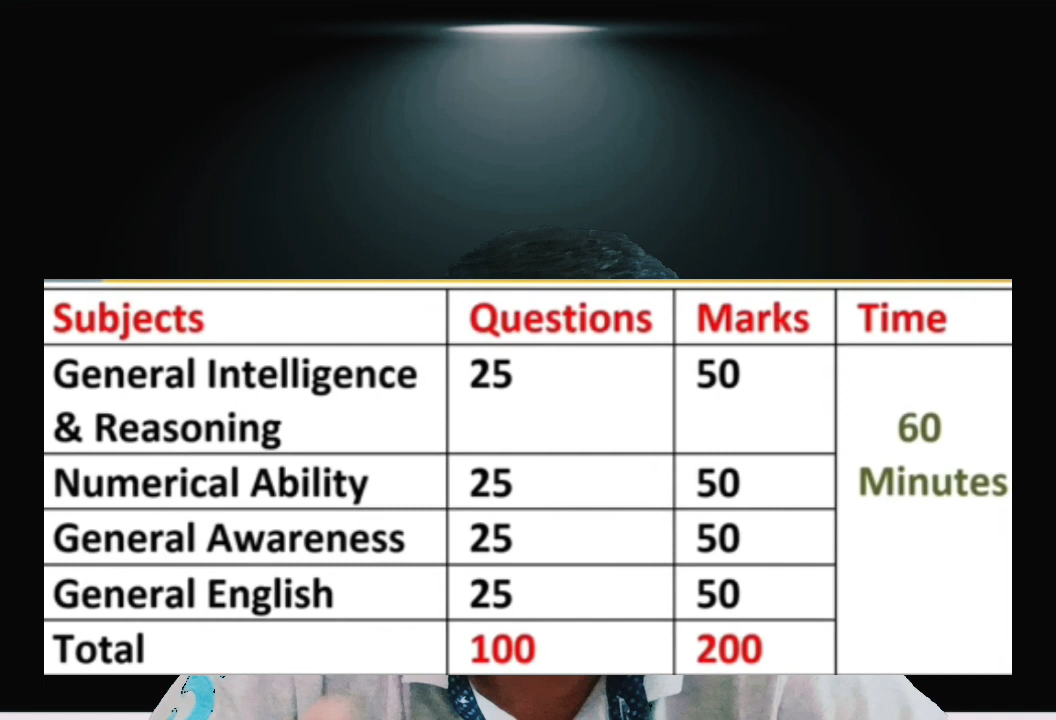 Subjects Questions Marks Time
General Intelligence 25 50
& Reasoning 60
Numerical Ability 25 50 Minutes
General Awareness 25 50
General English 25 50
Total 100 200